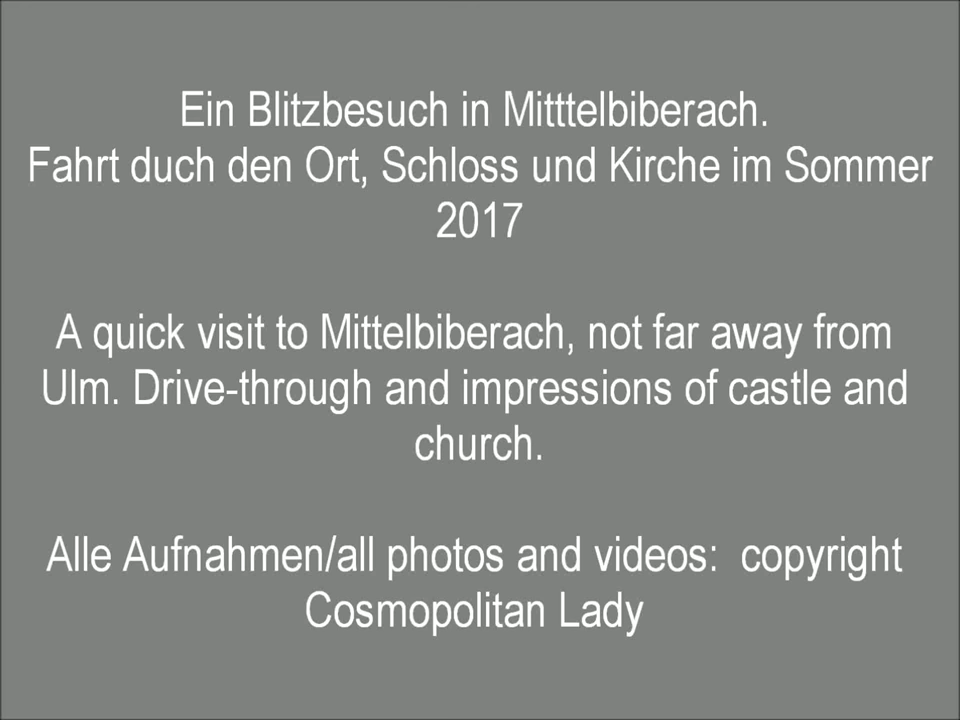 Ein Blitzbesuch in Mitttelbiberach.
Fahrt duch den Ort, Schloss und Kirche im Sommer
2017
A quick visit to Mittelbiberach, not far away from
Ulm. Drive-through and impressions of castle and
church.
Alle Aufnahmen/all photos and videos:  copyright
Cosmopolitan Lady